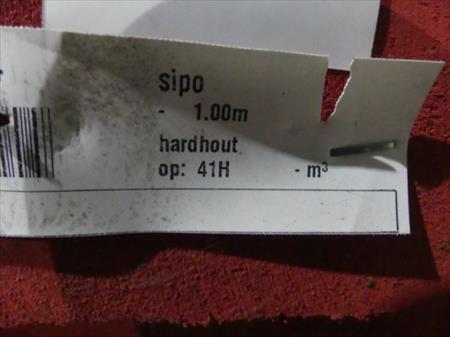 sipo
- 1.00m
hardhout
op: 41H - m³